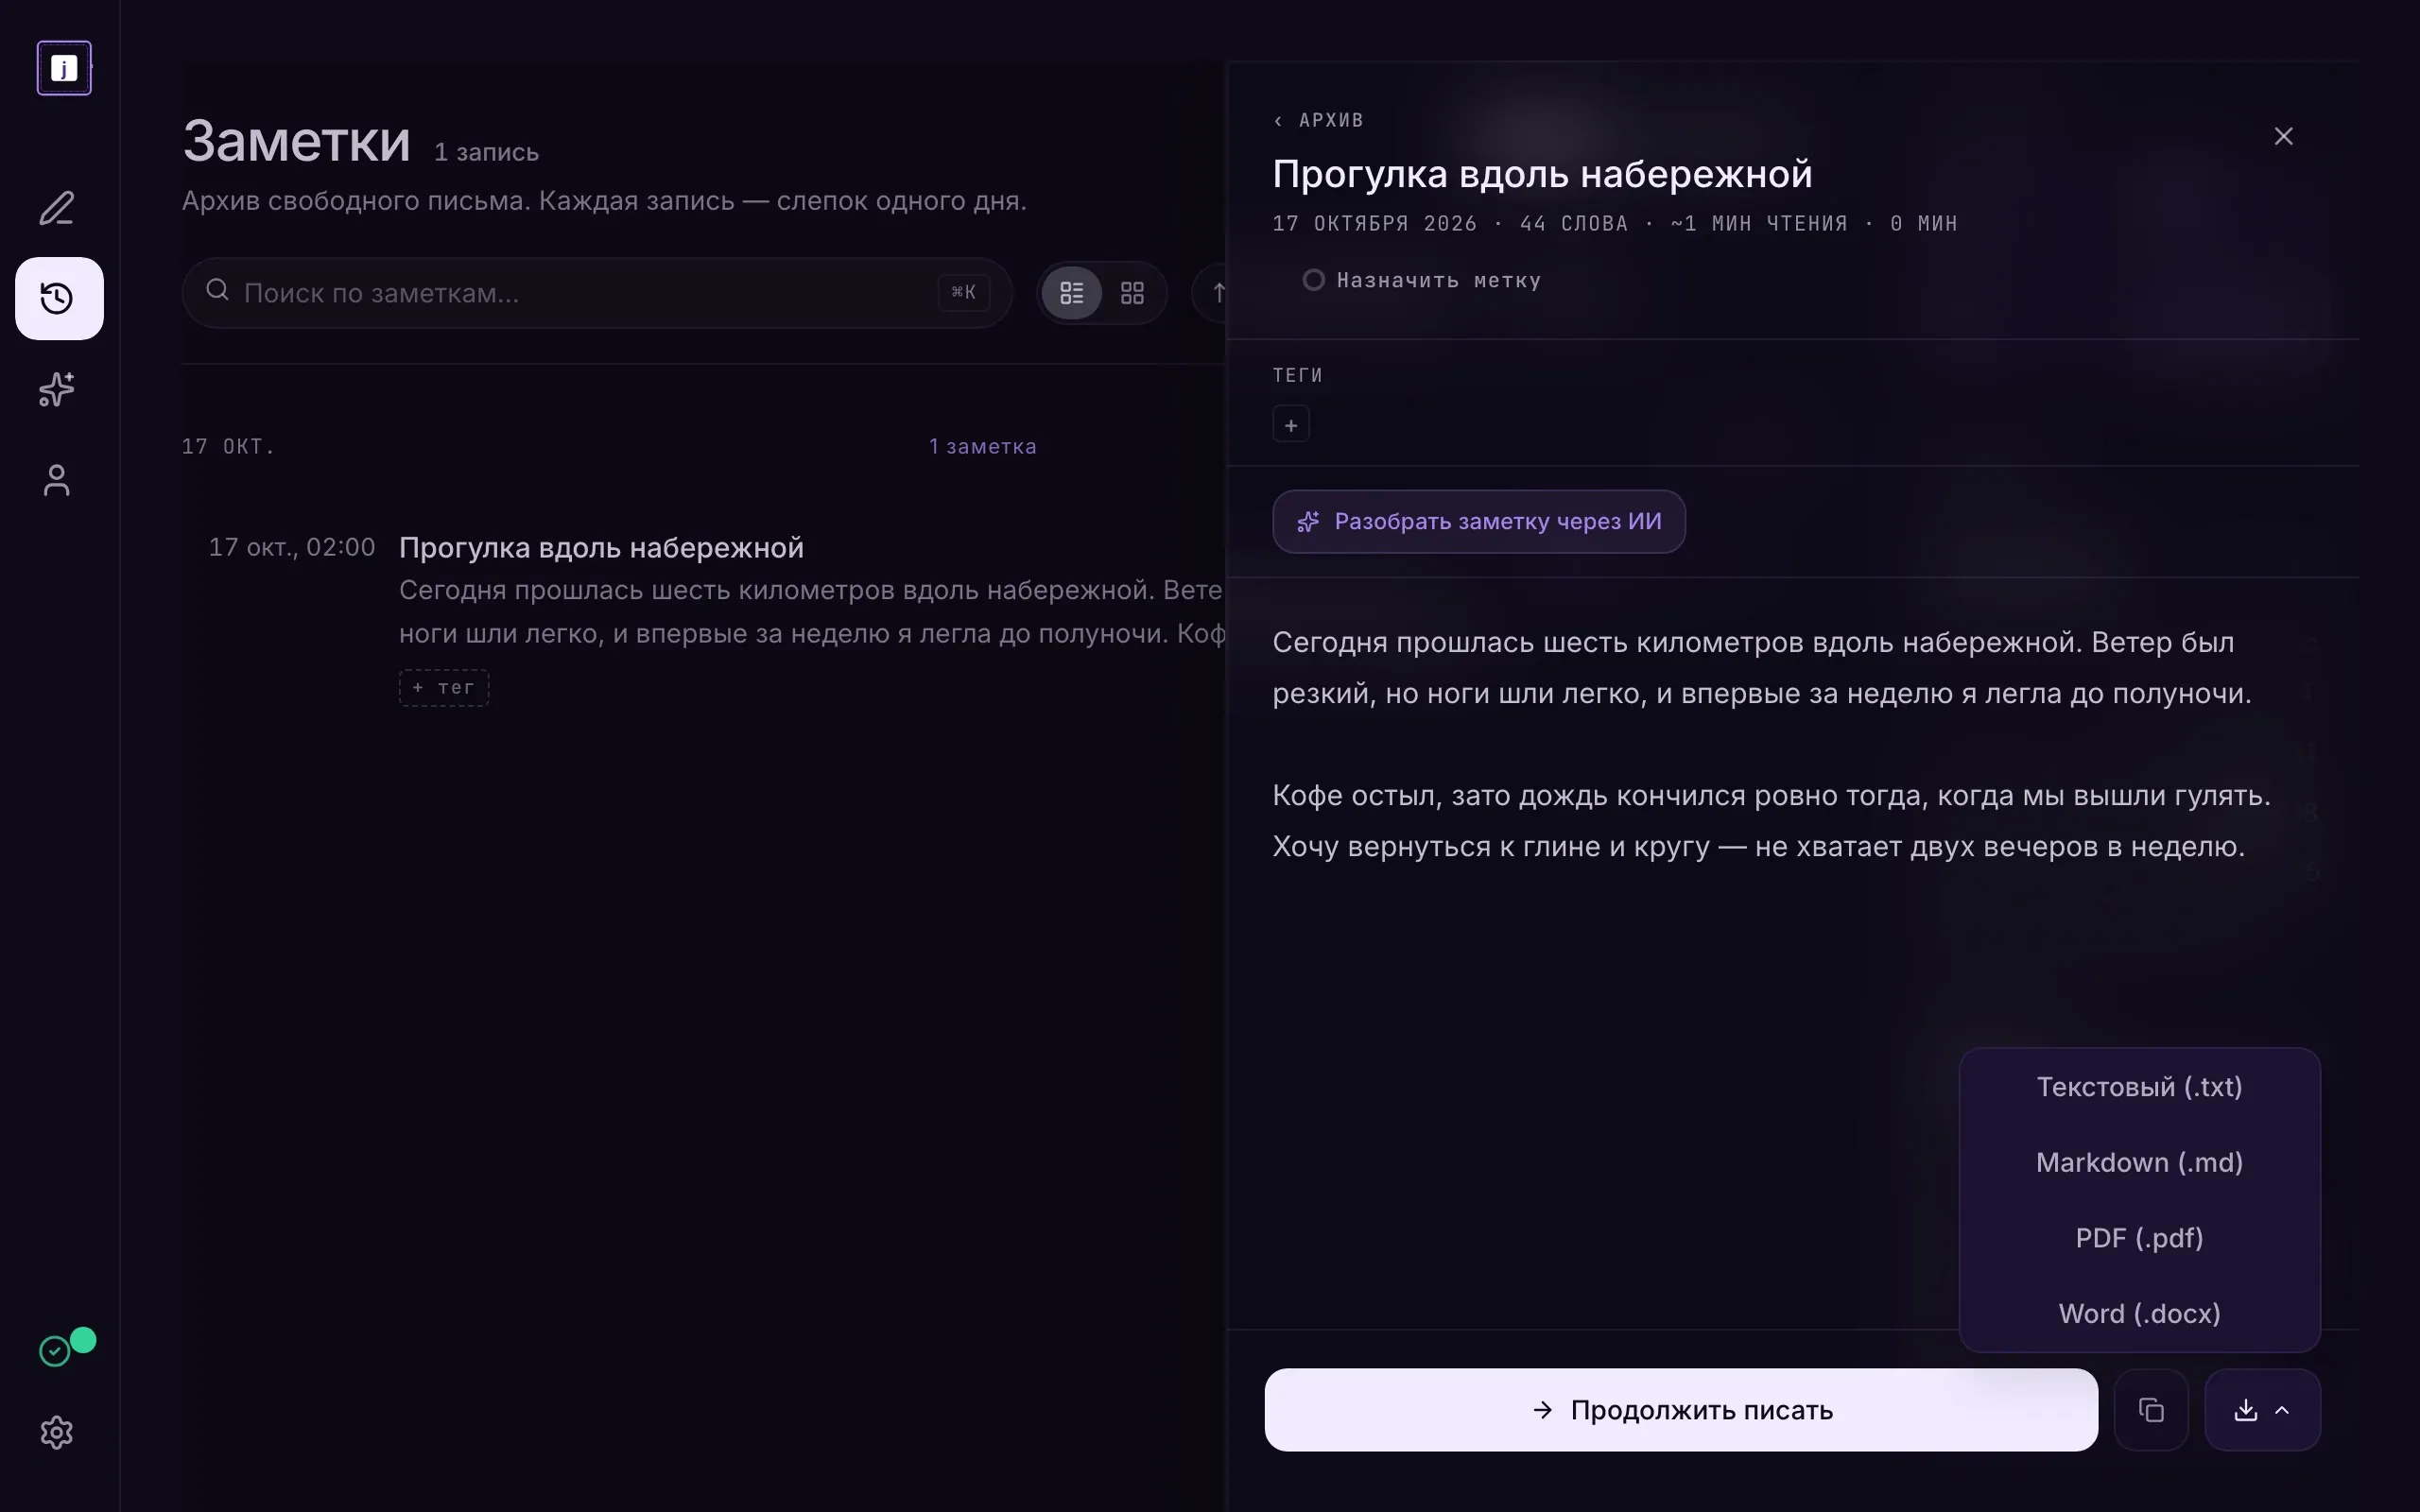 j
Заметки 1 запись
Архив свободного письма. Каждая запись — слепок одного дня.
Поиск по заметкам... ⌘K
17 ОКТ. 1 заметка
17 окт., 02:00 Прогулка вдоль набережной
Сегодня прошлась шесть километров вдоль набережной. Вете
ноги шли легко, и впервые за неделю я легла до полуночи. Коф
+ тег
‹ АРХИВ
Прогулка вдоль набережной
17 ОКТЯБРЯ 2026 · 44 СЛОВА · ~1 МИН ЧТЕНИЯ · 0 МИН
Назначить метку
ТЕГИ
+
Разобрать заметку через ИИ
Сегодня прошлась шесть километров вдоль набережной. Ветер был
резкий, но ноги шли легко, и впервые за неделю я легла до полуночи.
Кофе остыл, зато дождь кончился ровно тогда, когда мы вышли гулять.
Хочу вернуться к глине и кругу — не хватает двух вечеров в неделю.
Текстовый (.txt)
Markdown (.md)
PDF (.pdf)
Word (.docx)
→ Продолжить писать